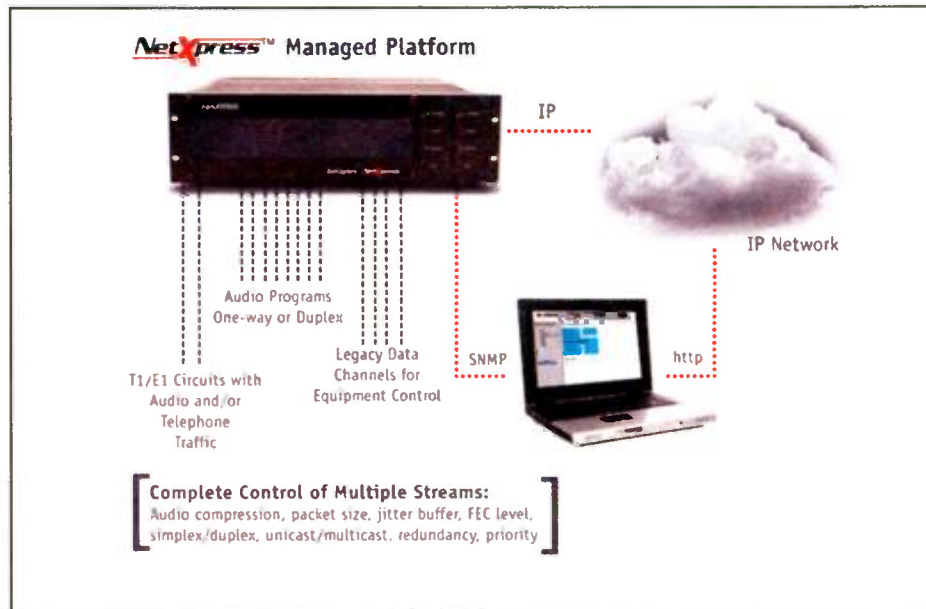 NetXpress™ Managed Platform
IP
IP Network
Audio Programs
One-way or Duplex
Legacy Data
Channels for
Equipment Control
SNMP
http
T1/E1 Circuits with
Audio and/or
Telephone
Traffic
Complete Control of Multiple Streams:
Audio compression, packet size, jitter buffer, FEC level,
simplex/duplex, unicast/multicast, redundancy, priority